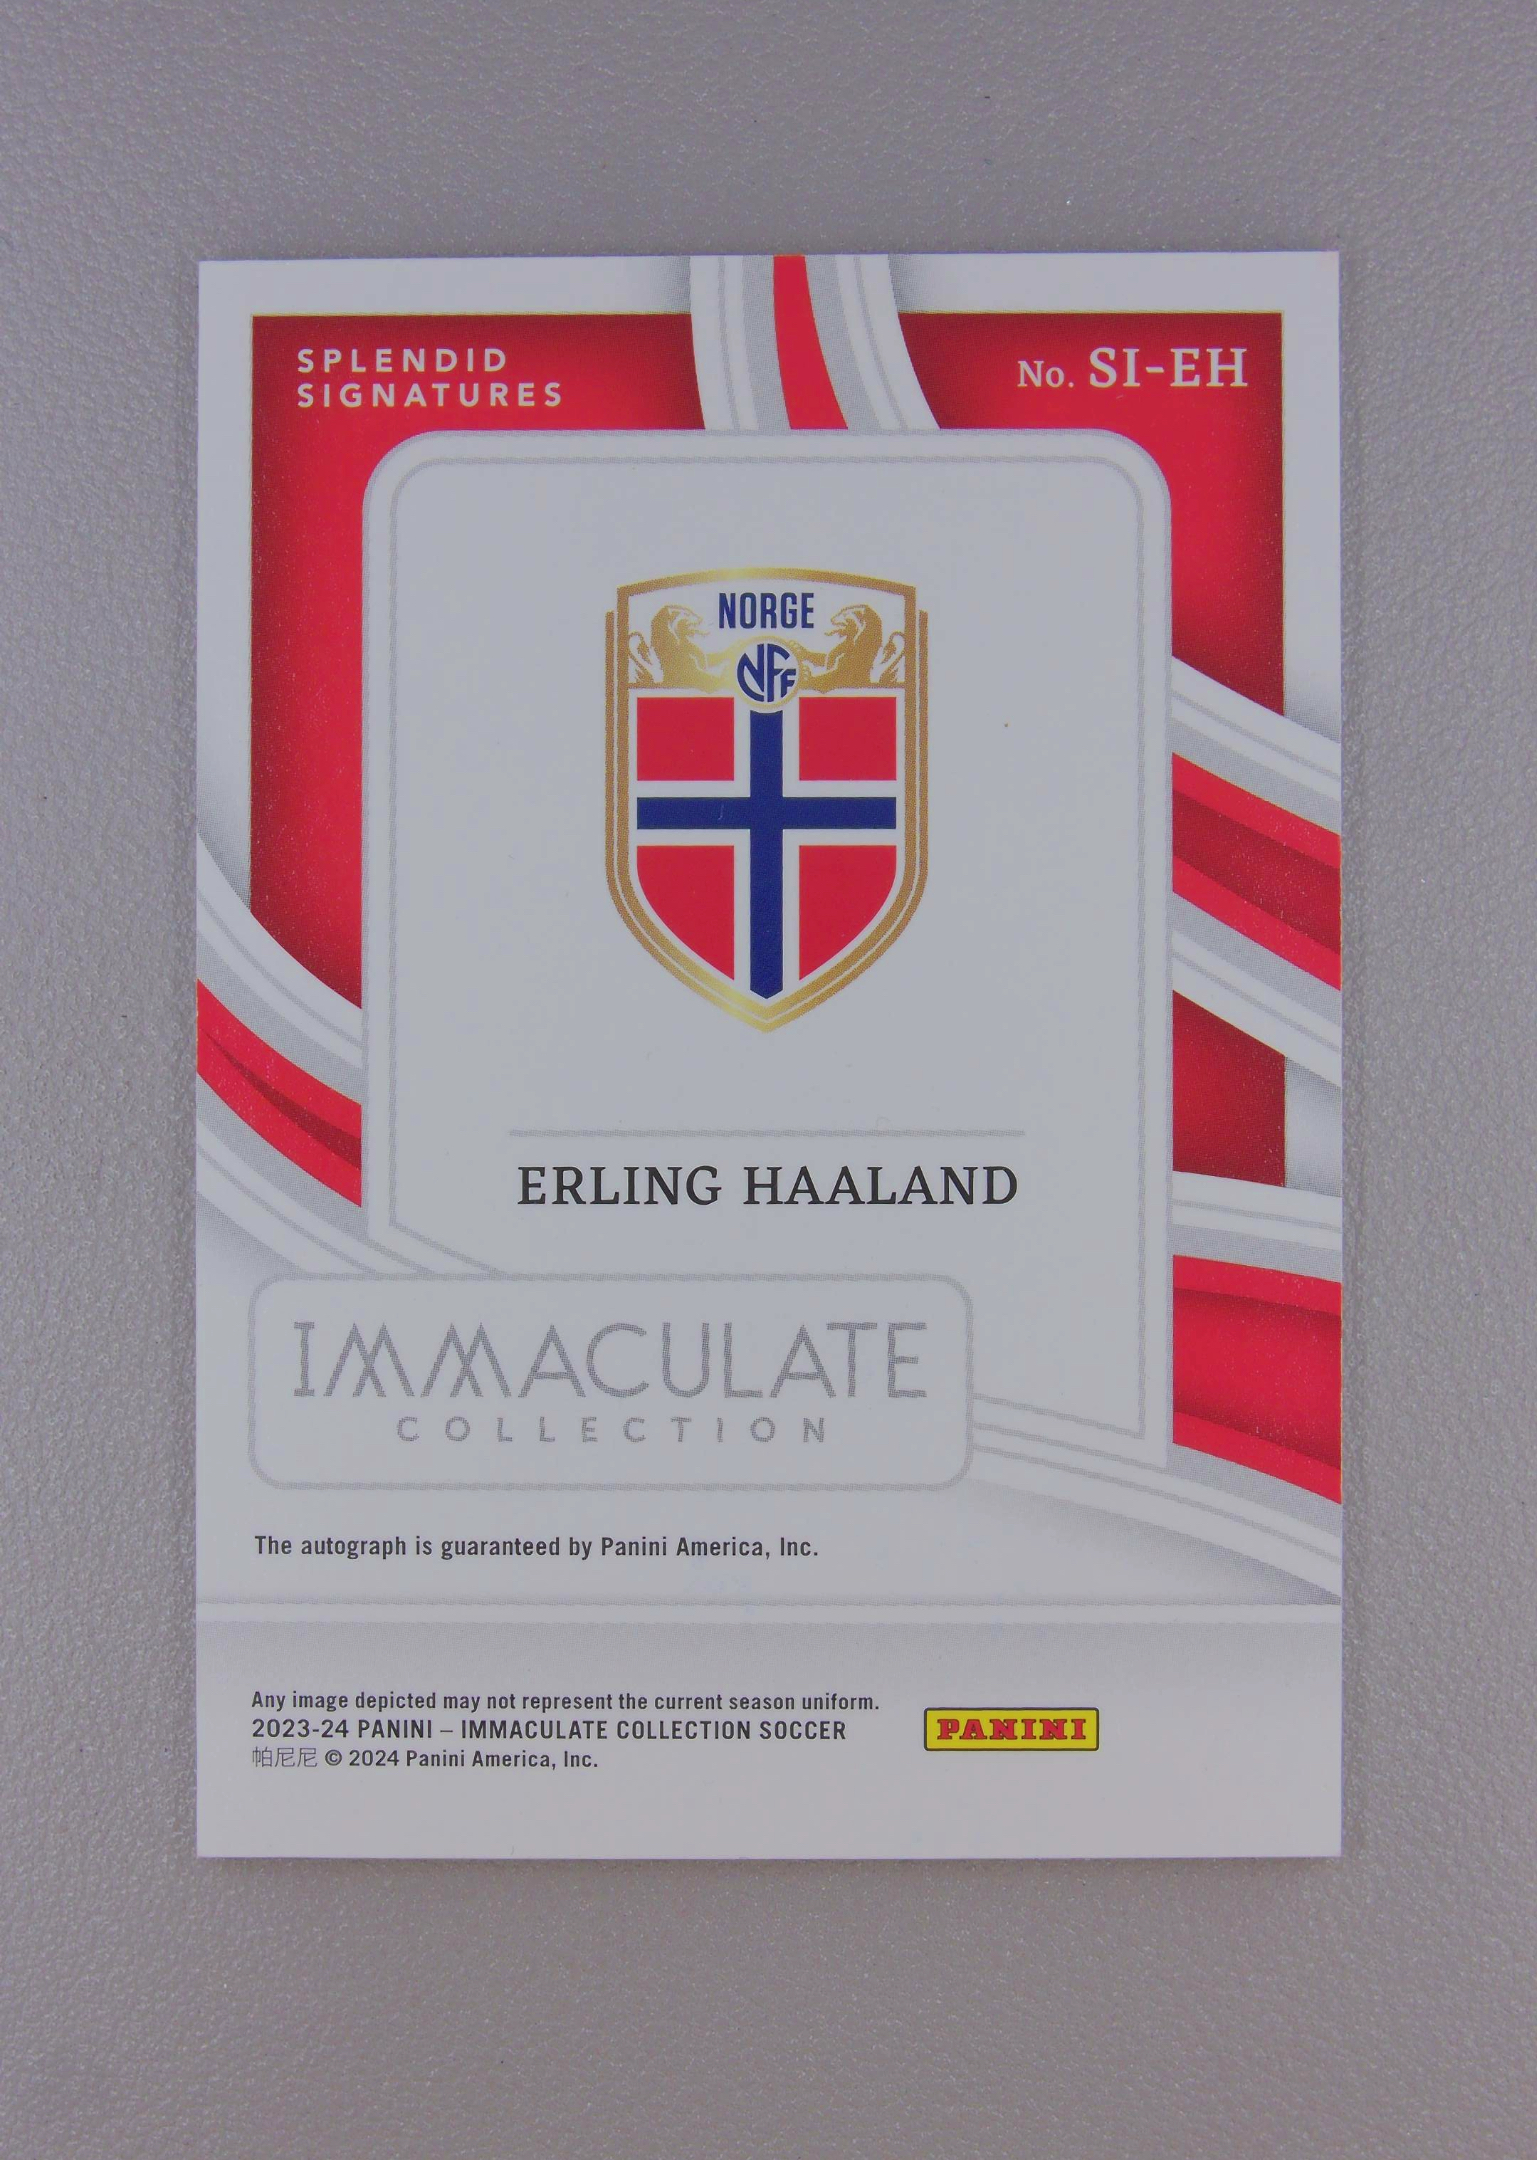 SPLENDID
SIGNATURES
No. SI-EH
NORGE
NFF
ERLING HAALAND
IMMACULATE
COLLECTION
The autograph is guaranteed by Panini America, Inc.
Any image depicted may not represent the current season uniform.
2023-24 PANINI – IMMACULATE COLLECTION SOCCER
帕尼尼 © 2024 Panini America, Inc.
PANINI